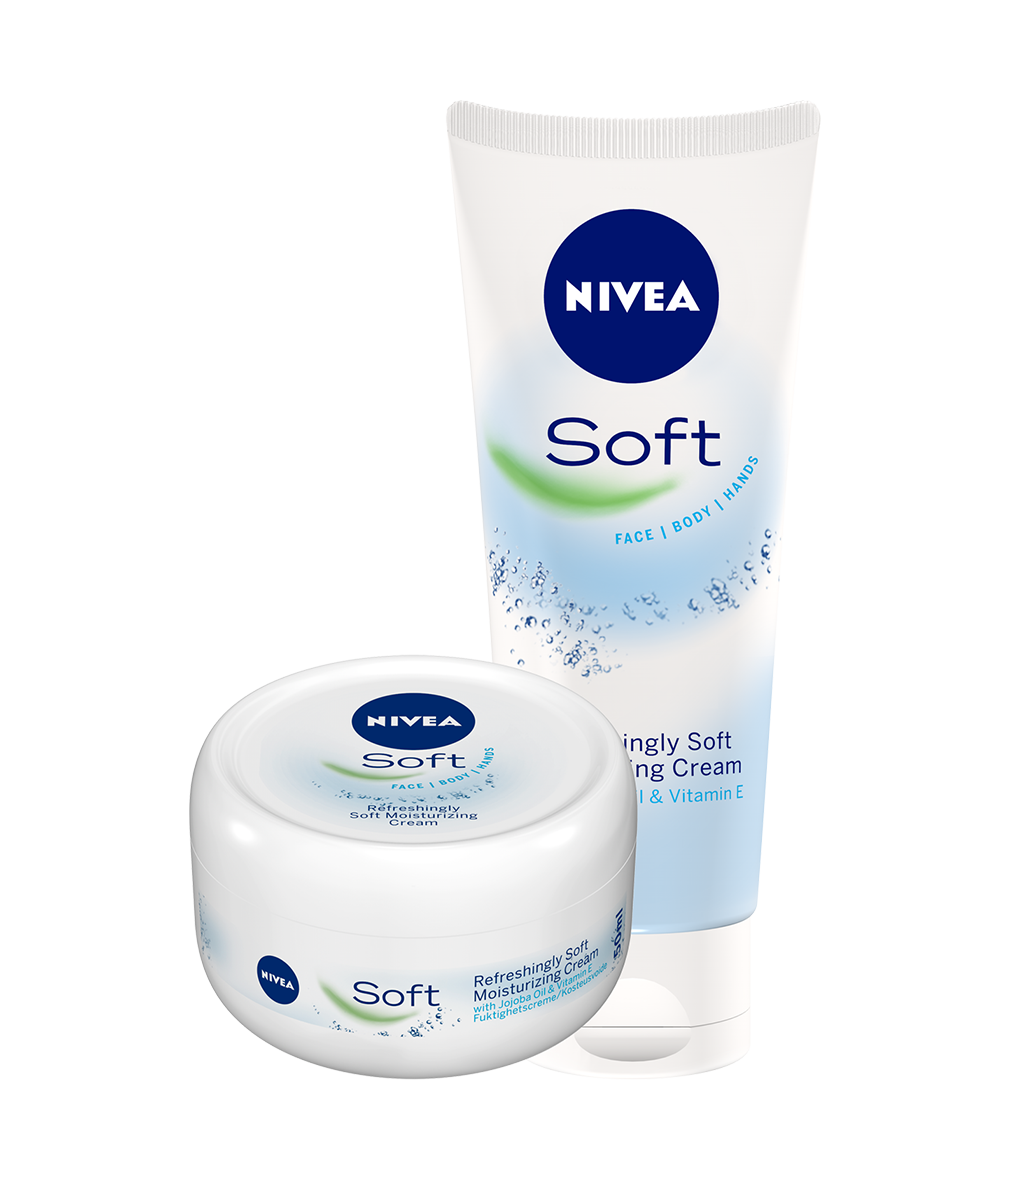 NIVEA
Soft
FACE | BODY | HANDS
ingly Soft
ing Cream
l & Vitamin E
NIVEA
Soft
FACE | BODY | HANDS
Refreshingly
Soft Moisturizing
Cream
NIVEA
Soft
Refreshingly Soft
Moisturizing Cream
with Jojoba Oil & Vitamin E
Fuktighetscreme/Kosteusvoide
50ml